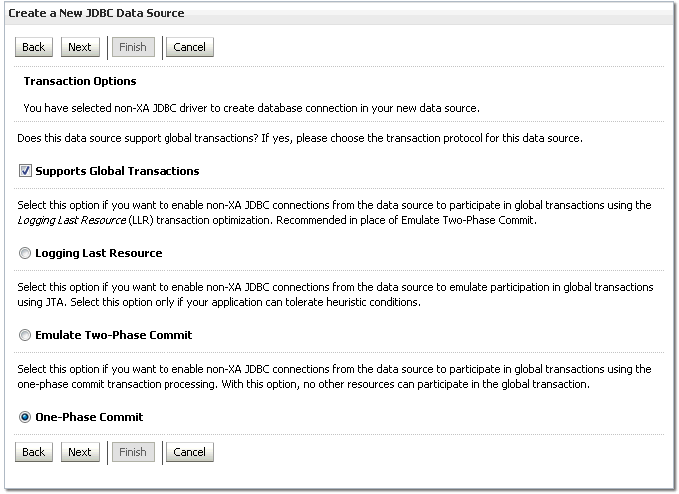 Create a New JDBC Data Source
Back Next Finish Cancel
Transaction Options
You have selected non-XA JDBC driver to create database connection in your new data source.
Does this data source support global transactions? If yes, please choose the transaction protocol for this data source.
Supports Global Transactions
Select this option if you want to enable non-XA JDBC connections from the data source to participate in global transactions using the
Logging Last Resource (LLR) transaction optimization. Recommended in place of Emulate Two-Phase Commit.
Logging Last Resource
Select this option if you want to enable non-XA JDBC connections from the data source to emulate participation in global transactions
using JTA. Select this option only if your application can tolerate heuristic conditions.
Emulate Two-Phase Commit
Select this option if you want to enable non-XA JDBC connections from the data source to participate in global transactions using the
one-phase commit transaction processing. With this option, no other resources can participate in the global transaction.
One-Phase Commit
Back Next Finish Cancel